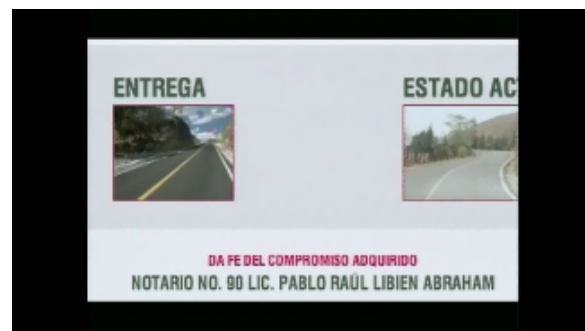 ENTREGA
ESTADO AC
DA FE DEL COMPROMISO ADQUIRIDO
NOTARIO NO. 90 LIC. PABLO RAÚL LIBIEN ABRAHAM